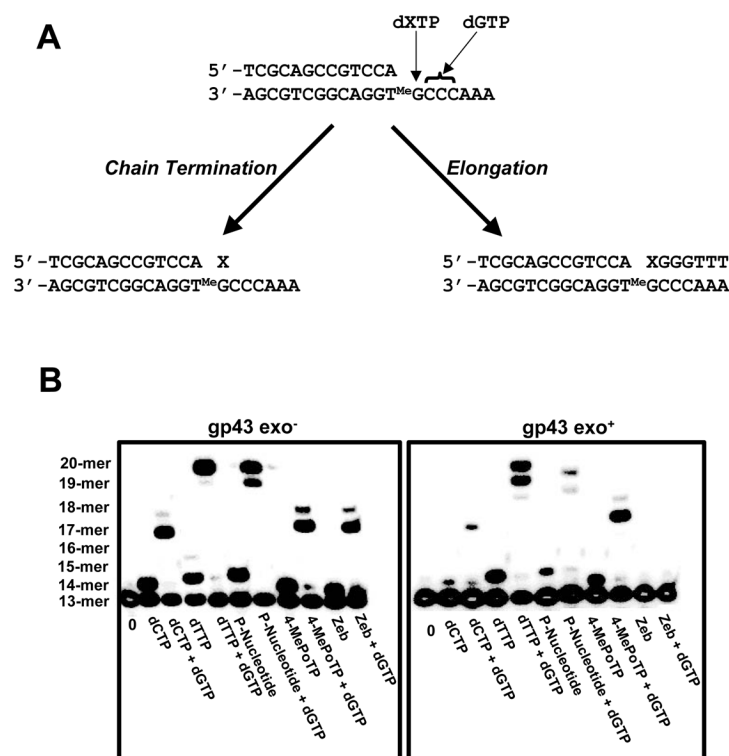 A
dXTP dGTP
5′-TCGCAGCCGTCCA
3′-AGCGTCGGCAGGTMeGCCCAAA
Chain Termination
Elongation
5′-TCGCAGCCGTCCA X
3′-AGCGTCGGCAGGTMeGCCCAAA
5′-TCGCAGCCGTCCA XGGGTTT
3′-AGCGTCGGCAGGTMeGCCCAAA
B
gp43 exo-
gp43 exo+
20-mer
19-mer
18-mer
17-mer
16-mer
15-mer
14-mer
13-mer
0
dCTP
dCTP + dGTP
dTTP
dTTP + dGTP
P-Nucleotide
P-Nucleotide + dGTP
4-MePoTP
4-MePoTP + dGTP
Zeb
Zeb + dGTP
0
dCTP
dCTP + dGTP
dTTP
dTTP + dGTP
P-Nucleotide
P-Nucleotide + dGTP
4-MePoTP
4-MePoTP + dGTP
Zeb
Zeb + dGTP